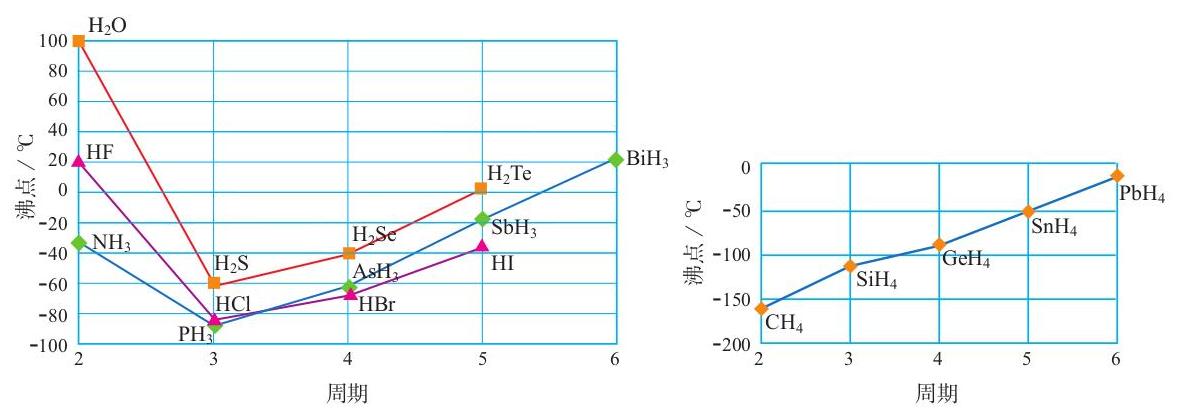 H₂O
100
80
60
40
20
0
-20
-40
-60
-80
-100
沸点 / ℃
HF
NH₃
H₂S
HCl
PH₃
H₂Se
AsH₃
HBr
H₂Te
SbH₃
HI
BiH₃
2 3 4 5 6
周期
0
-50
-100
-150
-200
沸点 / ℃
CH₄
SiH₄
GeH₄
SnH₄
PbH₄
2 3 4 5 6
周期